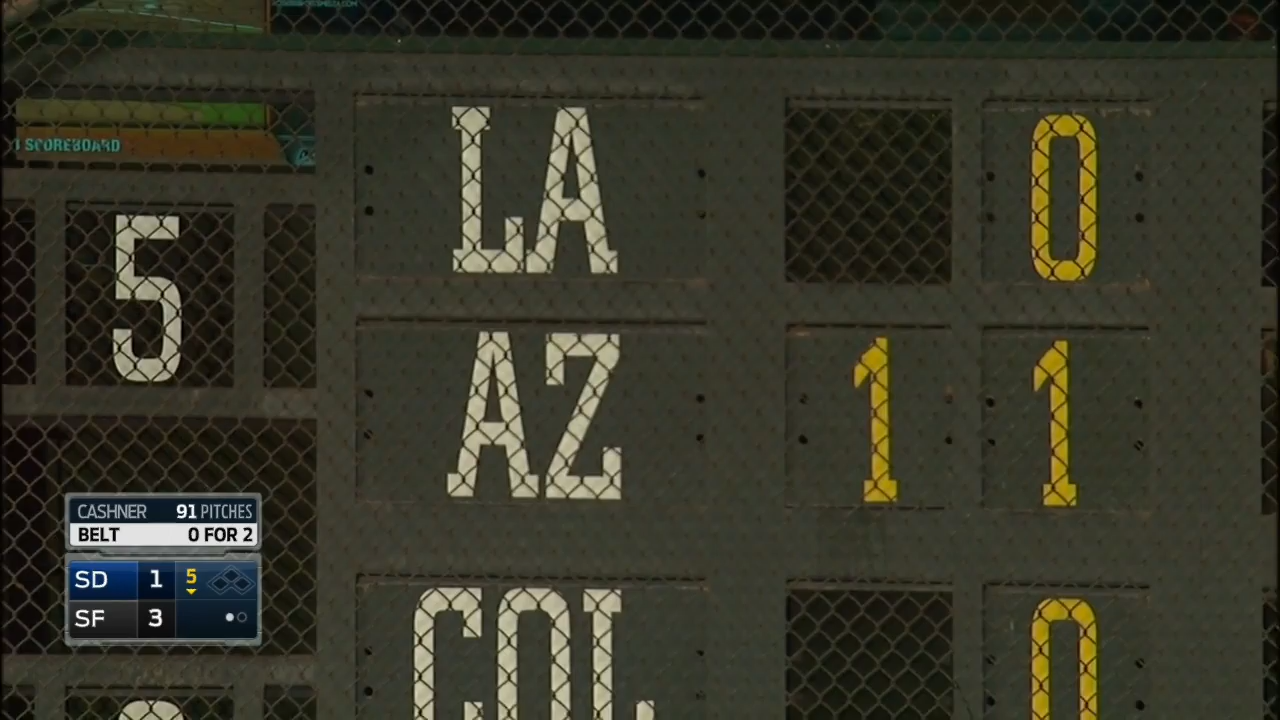 1 SCOREBOARD
LA 0
5
AZ 1 1
COL 0
CASHNER 91 PITCHES
BELT 0 FOR 2
SD 1 5
SF 3